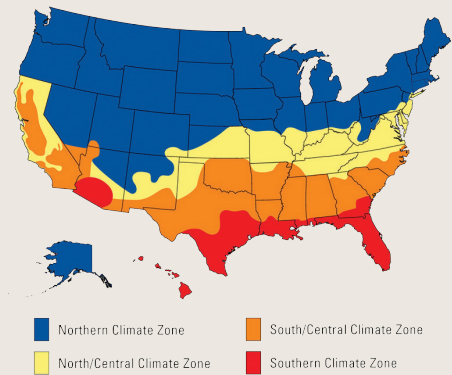 Northern Climate Zone
South/Central Climate Zone
North/Central Climate Zone
Southern Climate Zone